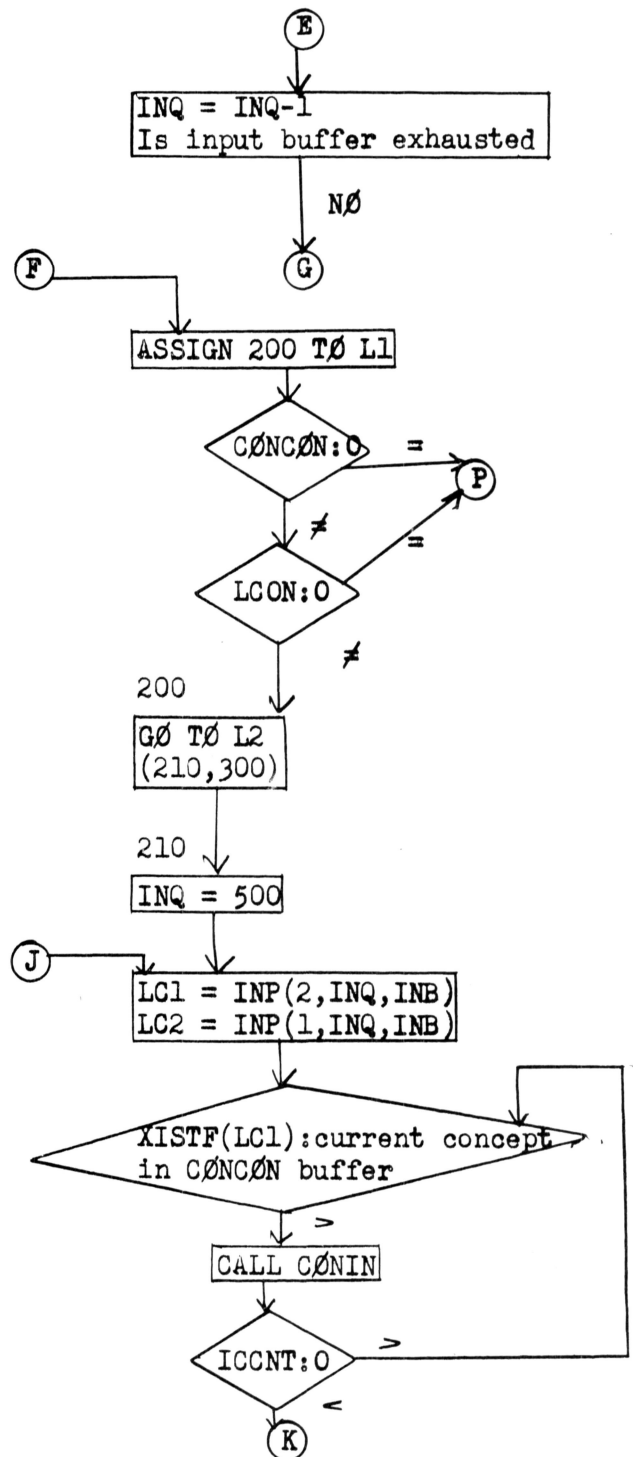 E
INQ = INQ-1
Is input buffer exhausted
NØ
F
G
ASSIGN 200 TØ L1
CØNCØN:0
=
P
≠
LCON:0
=
≠
200
GØ TØ L2
(210,300)
210
INQ = 500
J
LC1 = INP(2,INQ,INB)
LC2 = INP(1,INQ,INB)
XISTF(LC1):current concept
in CØNCØN buffer
>
CALL CØNIN
ICCNT:0
>
<
K